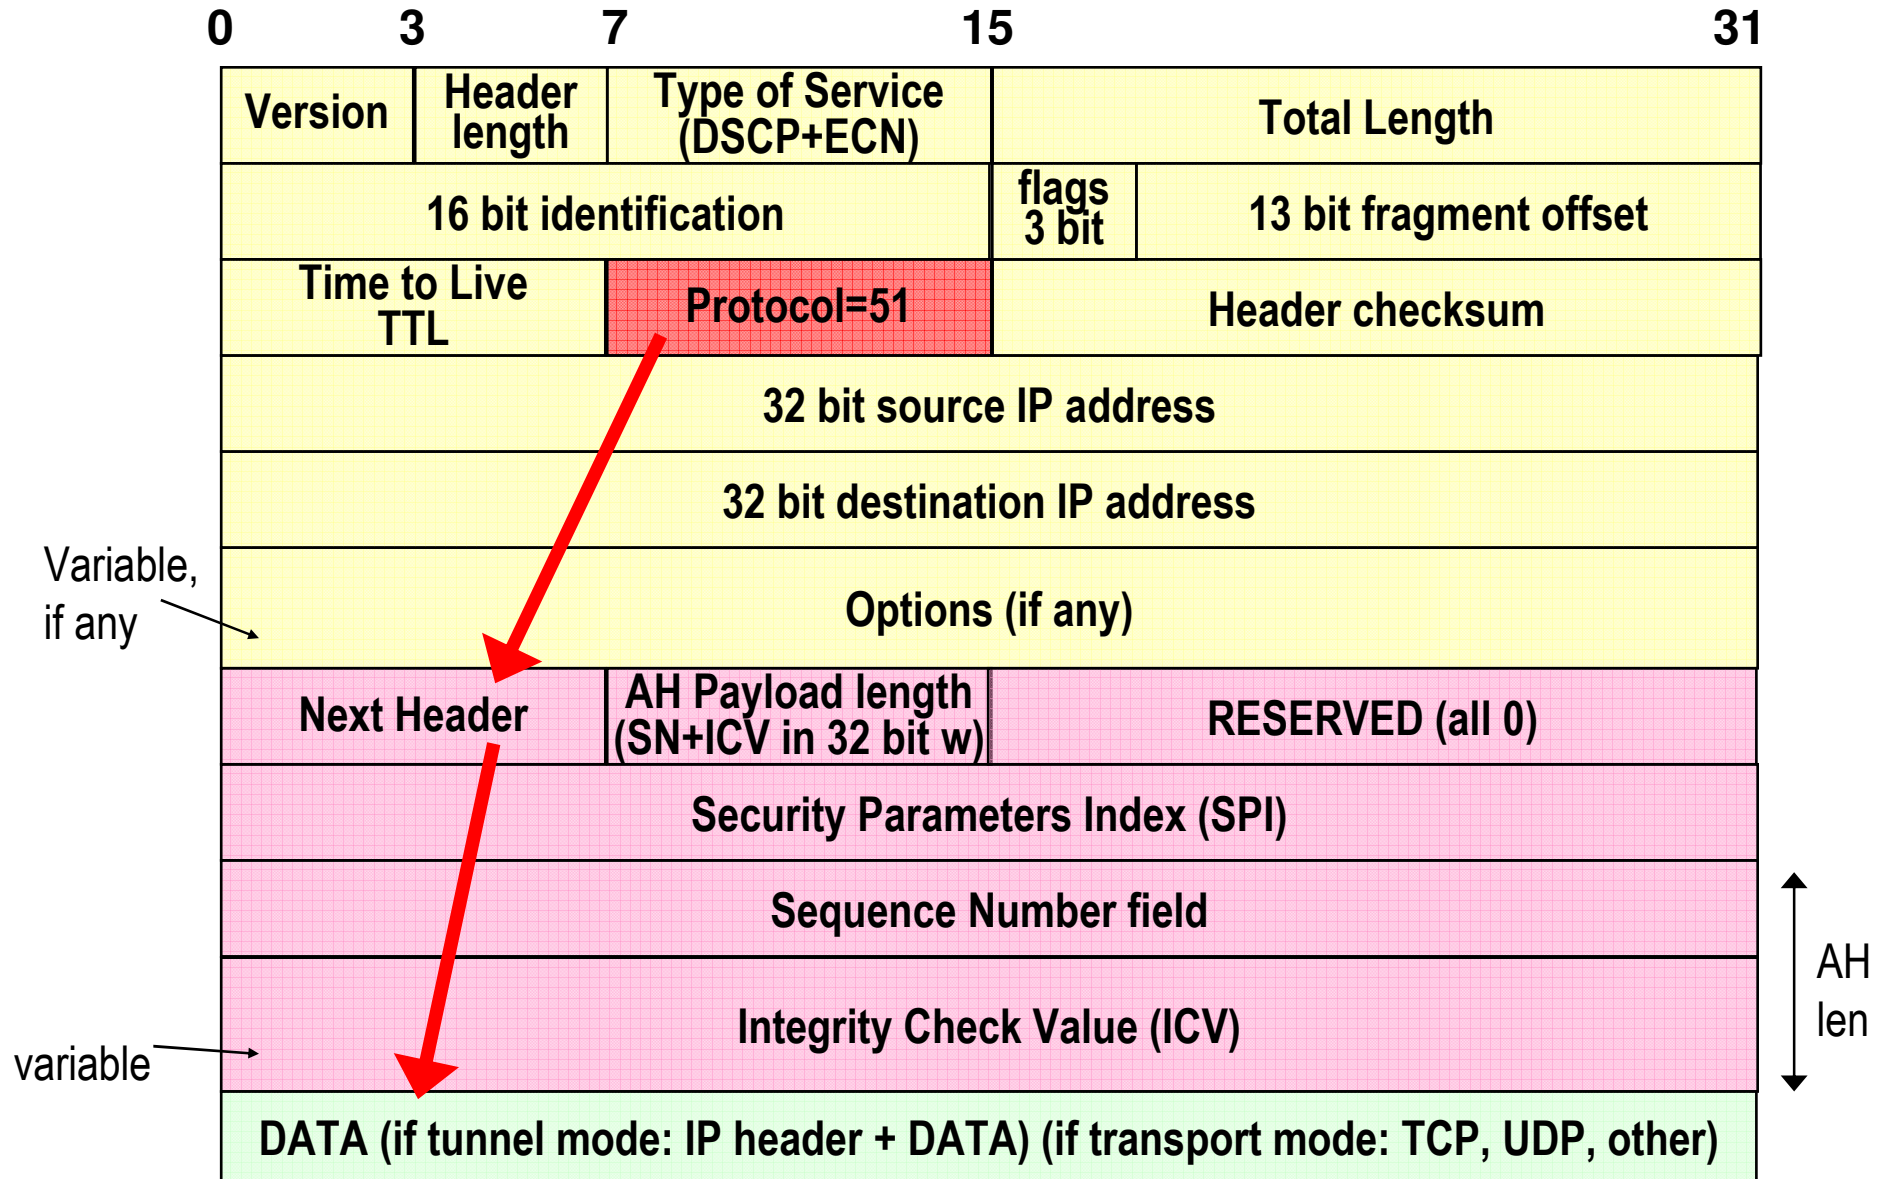 0 3 7 15 31
Version
Header
length
Type of Service
(DSCP+ECN)
Total Length
16 bit identification
flags
3 bit
13 bit fragment offset
Time to Live
TTL
Protocol=51
Header checksum
32 bit source IP address
32 bit destination IP address
Variable,
if any
Options (if any)
Next Header
AH Payload length
(SN+ICV in 32 bit w)
RESERVED (all 0)
Security Parameters Index (SPI)
Sequence Number field
AH
len
Integrity Check Value (ICV)
variable
DATA (if tunnel mode: IP header + DATA) (if transport mode: TCP, UDP, other)